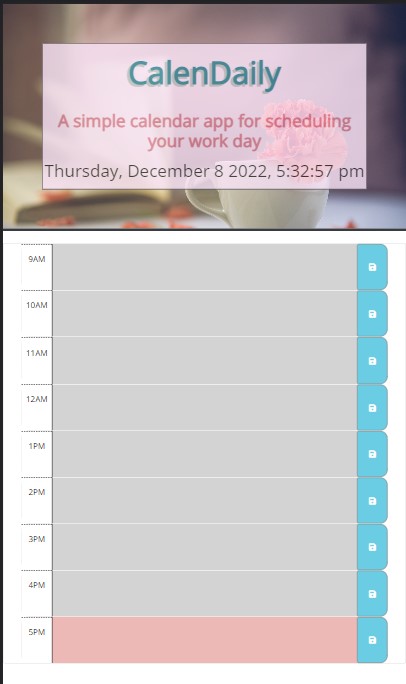 CalenDaily
A simple calendar app for scheduling
your work day
Thursday, December 8 2022, 5:32:57 pm
9AM
10AM
11AM
12AM
1PM
2PM
3PM
4PM
5PM